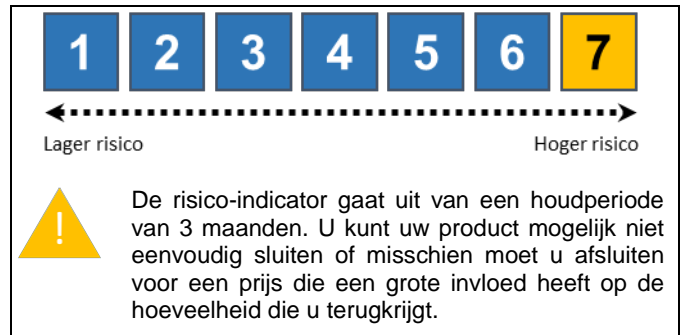 1 2 3 4 5 6 7
Lager risico Hoger risico
! De risico-indicator gaat uit van een houdperiode
van 3 maanden. U kunt uw product mogelijk niet
eenvoudig sluiten of misschien moet u afsluiten
voor een prijs die een grote invloed heeft op de
hoeveelheid die u terugkrijgt.